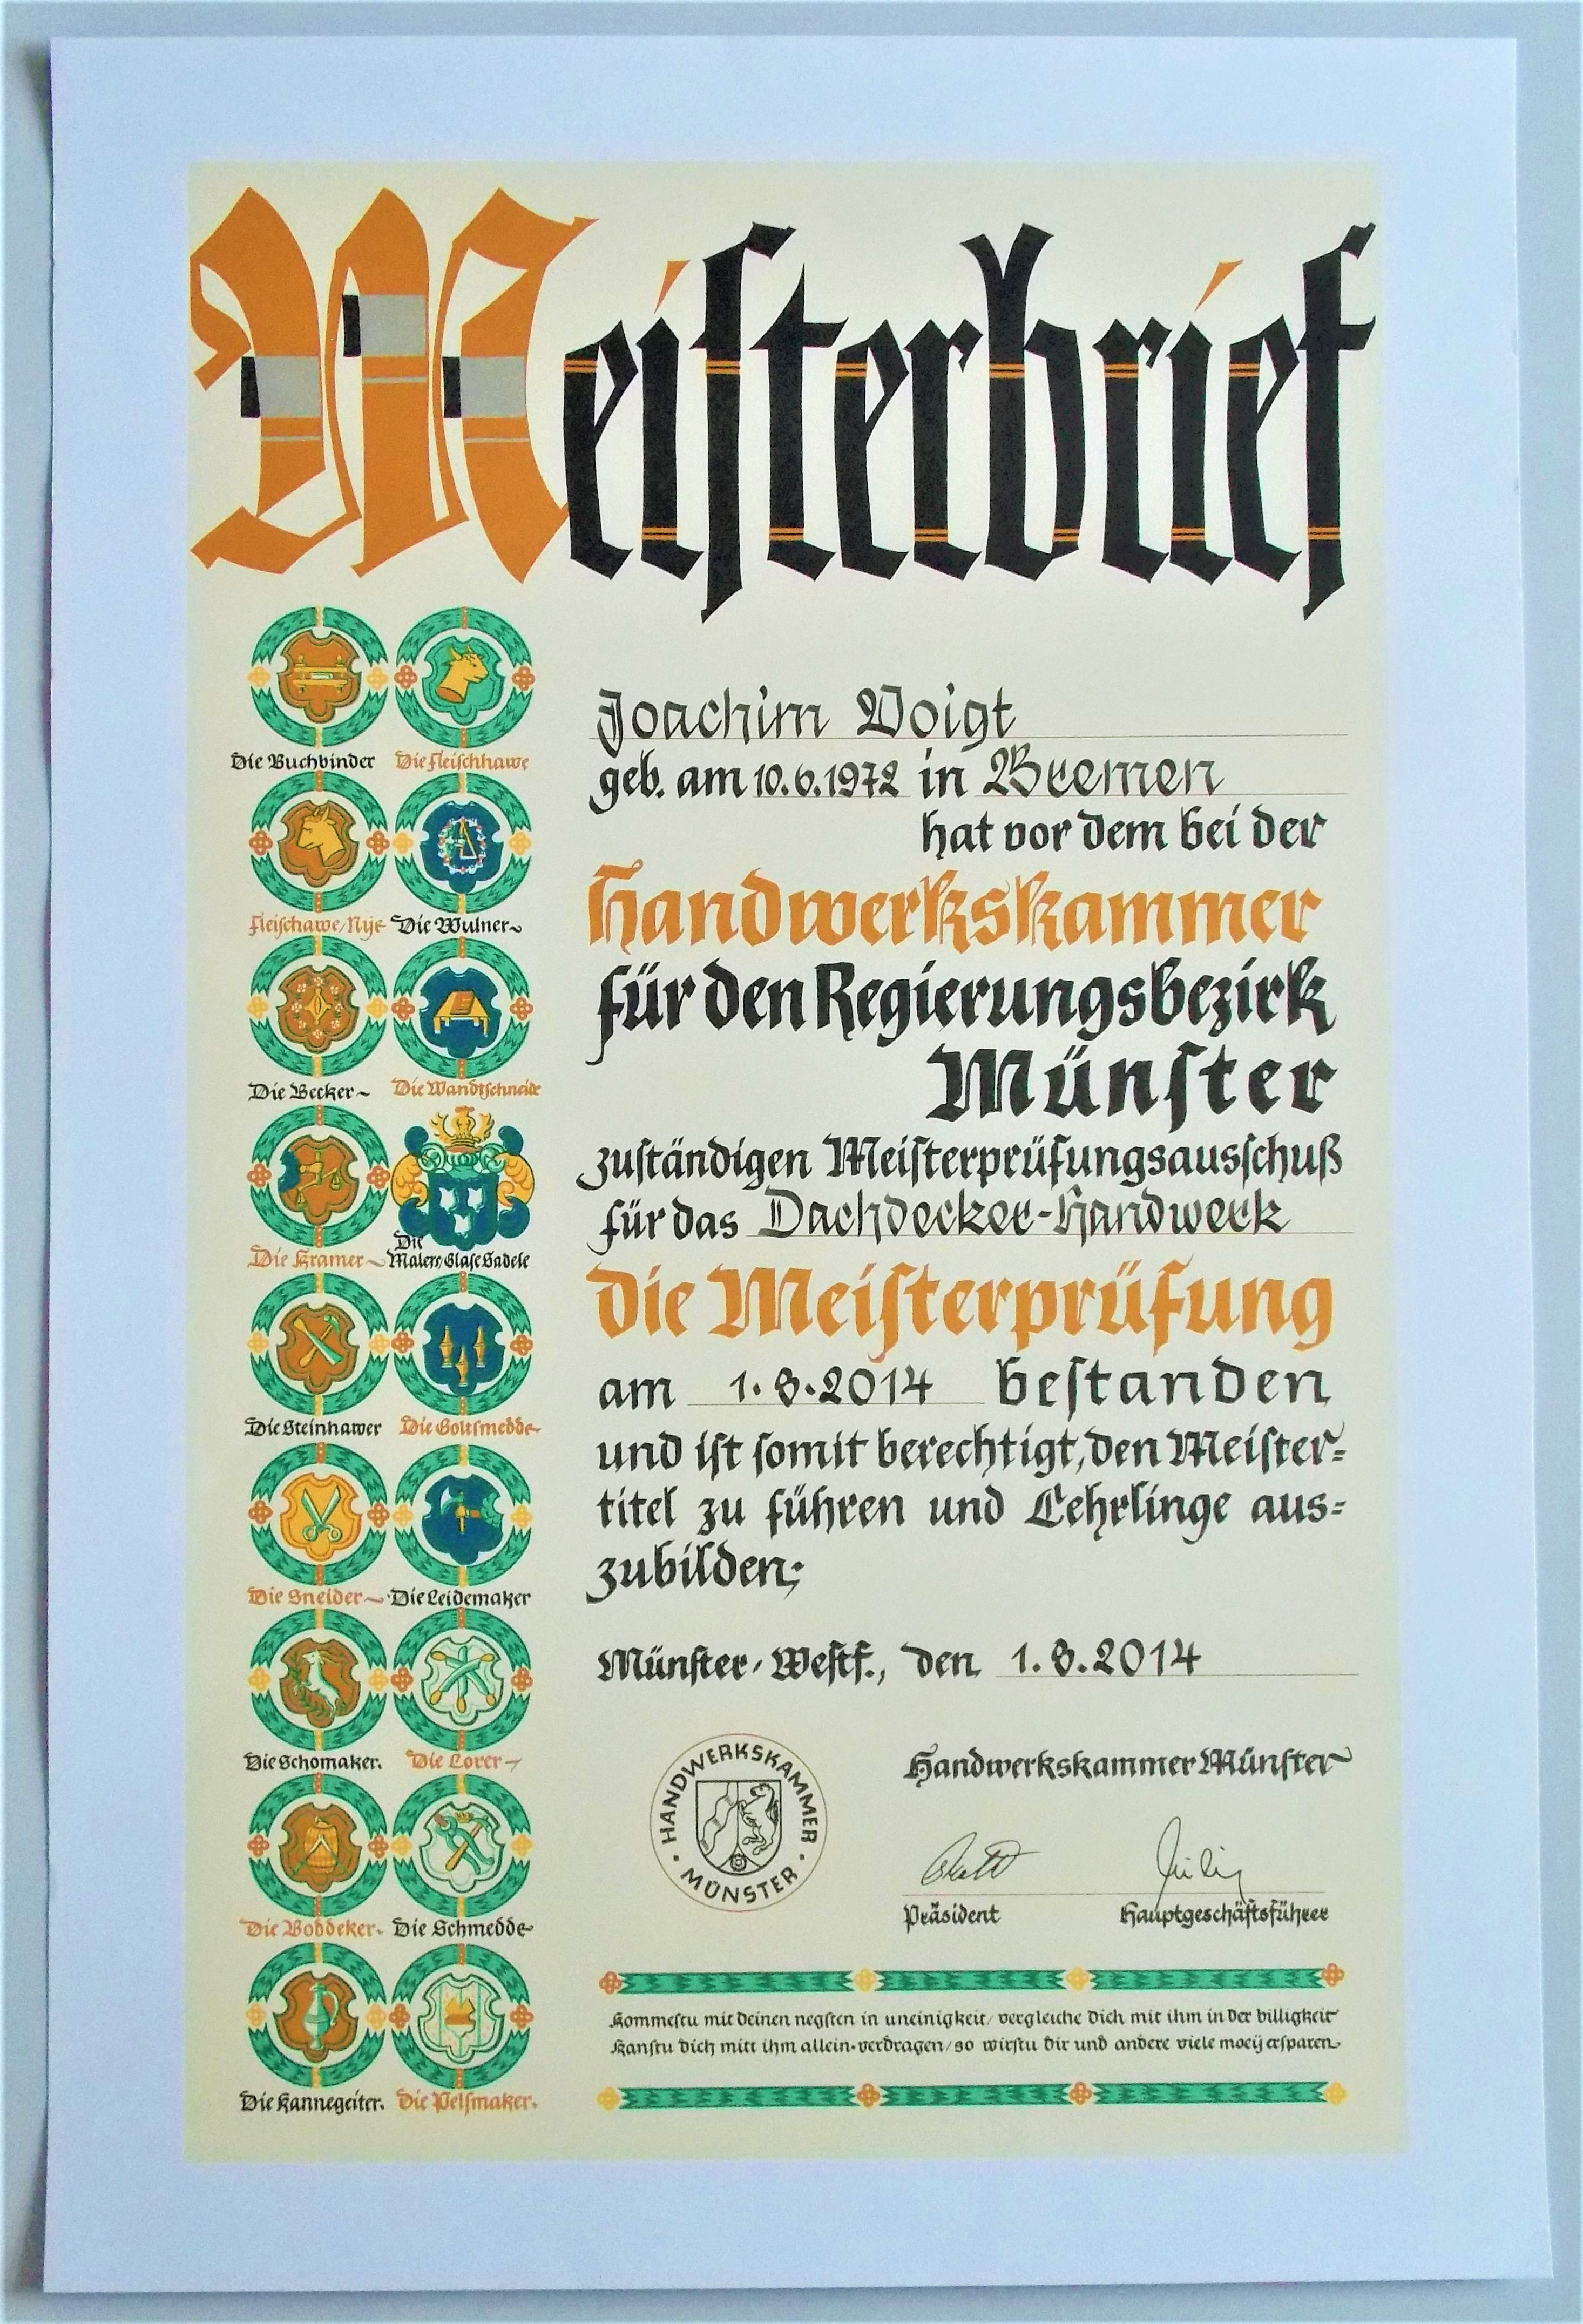 Meisterbrief
Joachim Voigt
geb. am 10.6.1972 in Bremen
hat vor dem bei der
Handwerkskammer
für den Regierungsbezirk
Münster
zuständigen Meisterprüfungsausschuß
für das Dachdecker-Handwerk
die Meisterprüfung
am 1.8.2014 bestanden
und ist somit berechtigt, den Meister=
titel zu führen und Lehrlinge aus=
zubilden;
Münster-Westf., den 1.8.2014
HANDWERKSKAMMER
· MÜNSTER ·
Handwerkskammer Münster
Präsident Hauptgeschäftsführer
Kommestu mit deinen negsten in uneinigkeit/ vergleiche dich mit ihm in der billigkeit
Kanstu dich mitt ihm allein verdragen/so wirstu dir und andere viele moeij ersparen
Die Buchbinder Die Fleischhawe
Fleischawe/Nije Die Wulner~
Die Becker~ Die Wandtschneide
Die Kramer~ Die
Malers/Glase Sadele
Die Steinhawer Die Goltsmedde
Die Sneider~ Die Leidemaker
Die Schomaker. Die Lorer
Die Boddeker. Die Schmedde
Die Kannegeiter. Die Pelsmaker.